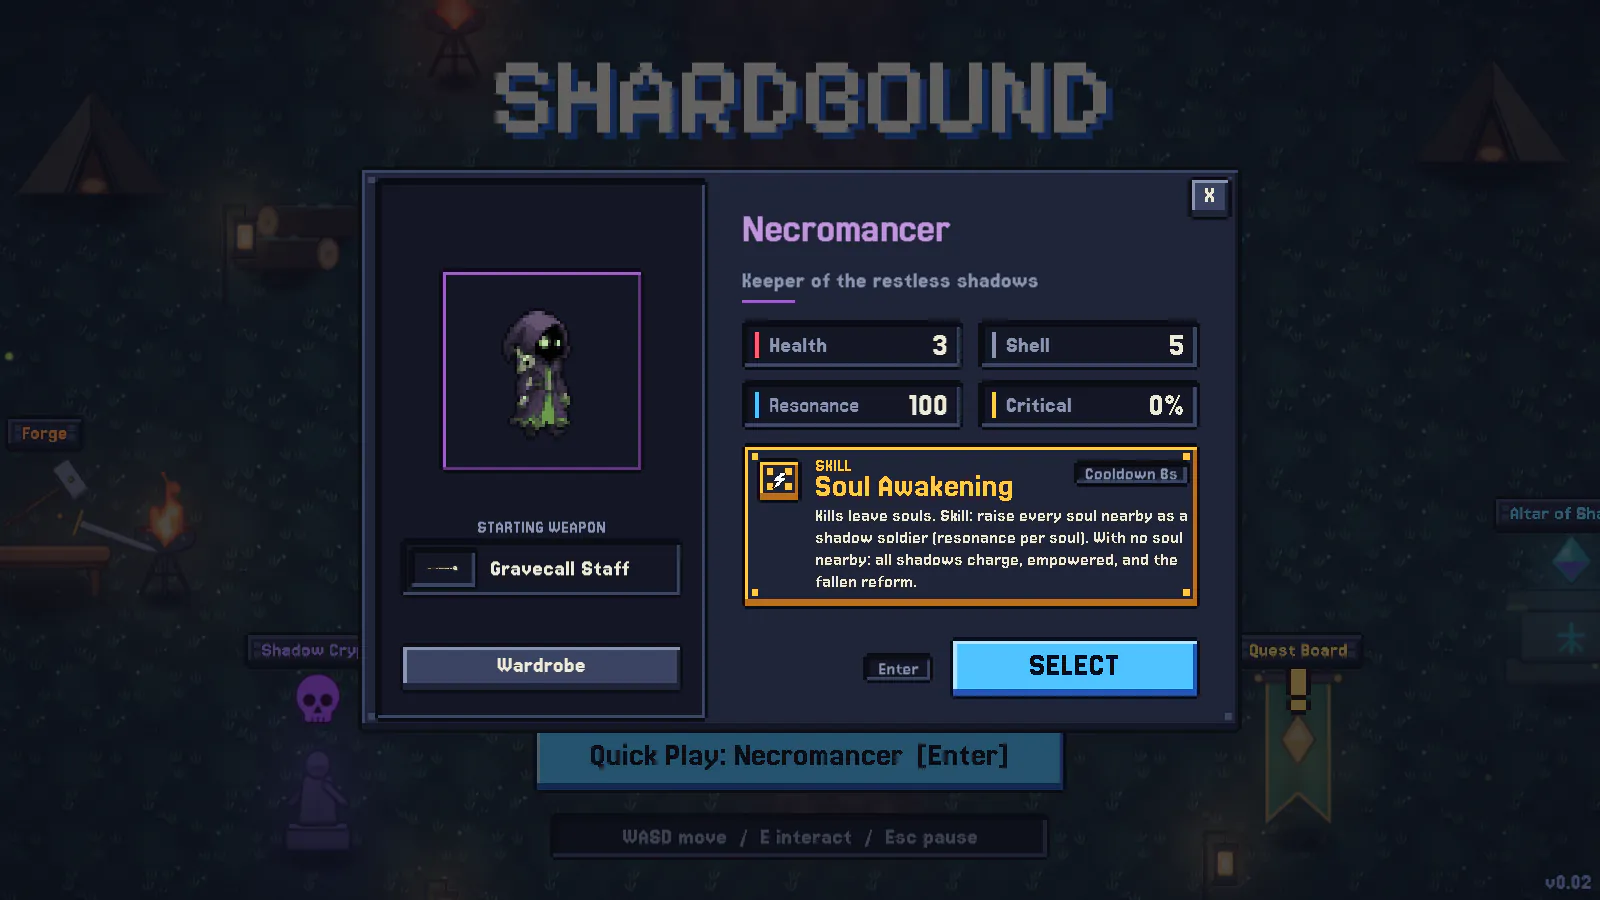 SHARDBOUND
X
Necromancer
Keeper of the restless shadows
Health 3
Shell 5
Resonance 100
Critical 0%
SKILL
Soul Awakening
Cooldown 8s
Kills leave souls. Skill: raise every soul nearby as a
shadow soldier (resonance per soul). With no soul
nearby: all shadows charge, empowered, and the
fallen reform.
STARTING WEAPON
Gravecall Staff
Wardrobe
Enter
SELECT
Forge
Altar of Sha
Shadow Cry
Quest Board
Quick Play: Necromancer [Enter]
WASD move / E interact / Esc pause
v0.02